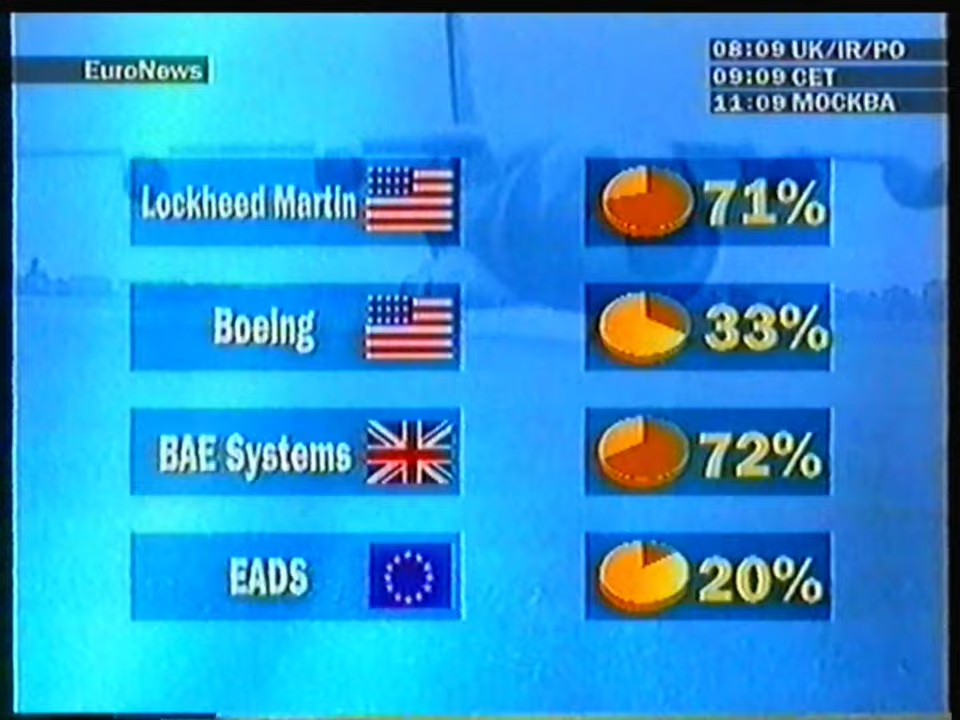 EuroNews
08:09 UK/IR/PO
09:09 CET
11:09 МОСКВА
Lockheed Martin 71%
Boeing 33%
BAE Systems 72%
EADS 20%